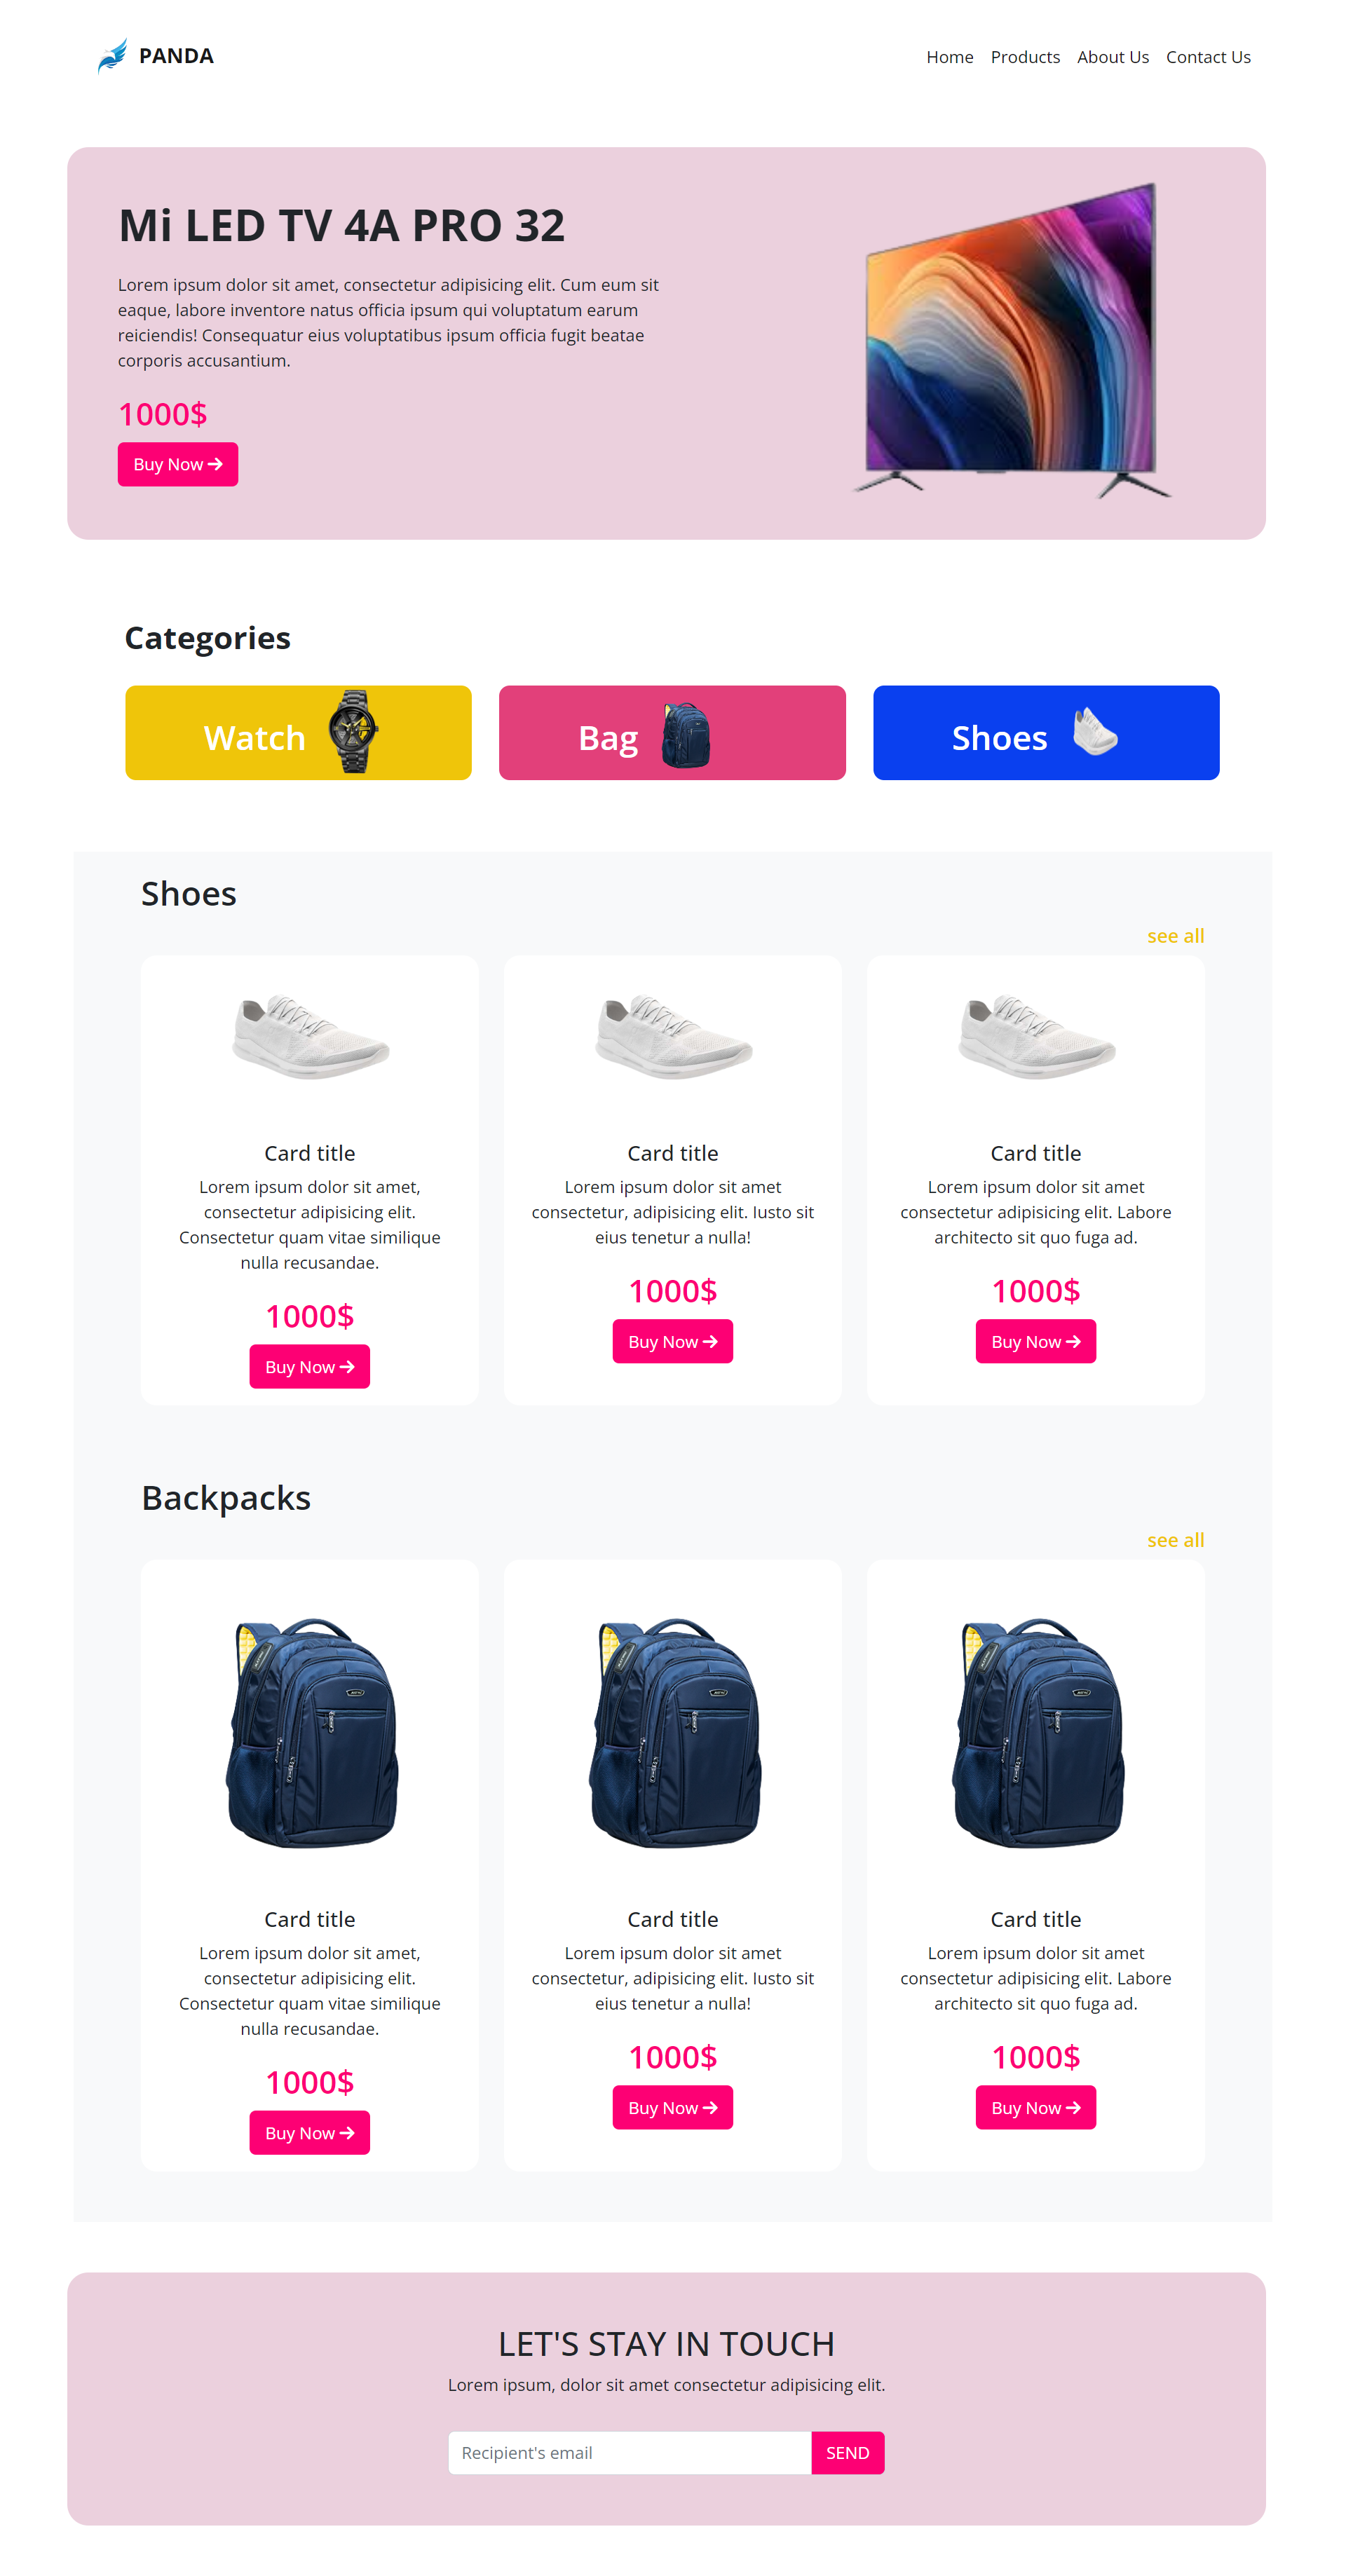 PANDA
Home Products About Us Contact Us
Mi LED TV 4A PRO 32
Lorem ipsum dolor sit amet, consectetur adipisicing elit. Cum eum sit
eaque, labore inventore natus officia ipsum qui voluptatum earum
reiciendis! Consequatur eius voluptatibus ipsum officia fugit beatae
corporis accusantium.
1000$
Buy Now
Categories
Watch
Bag
Shoes
Shoes
see all
Card title
Lorem ipsum dolor sit amet,
consectetur adipisicing elit.
Consectetur quam vitae similique
nulla recusandae.
1000$
Buy Now
Card title
Lorem ipsum dolor sit amet
consectetur, adipisicing elit. Iusto sit
eius tenetur a nulla!
1000$
Buy Now
Card title
Lorem ipsum dolor sit amet
consectetur adipisicing elit. Labore
architecto sit quo fuga ad.
1000$
Buy Now
Backpacks
see all
Card title
Lorem ipsum dolor sit amet,
consectetur adipisicing elit.
Consectetur quam vitae similique
nulla recusandae.
1000$
Buy Now
Card title
Lorem ipsum dolor sit amet
consectetur, adipisicing elit. Iusto sit
eius tenetur a nulla!
1000$
Buy Now
Card title
Lorem ipsum dolor sit amet
consectetur adipisicing elit. Labore
architecto sit quo fuga ad.
1000$
Buy Now
LET'S STAY IN TOUCH
Lorem ipsum, dolor sit amet consectetur adipisicing elit.
Recipient's email
SEND